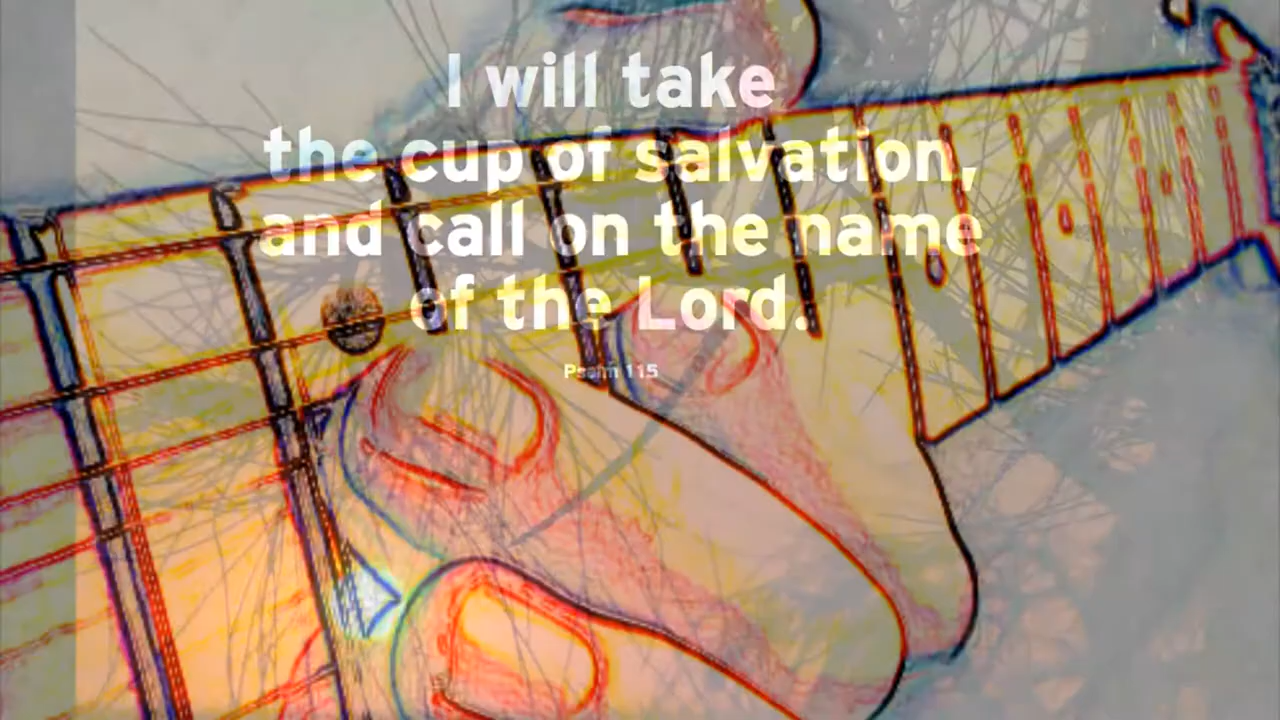 I will take
the cup of salvation,
and call on the name
of the Lord.
Psalm 115